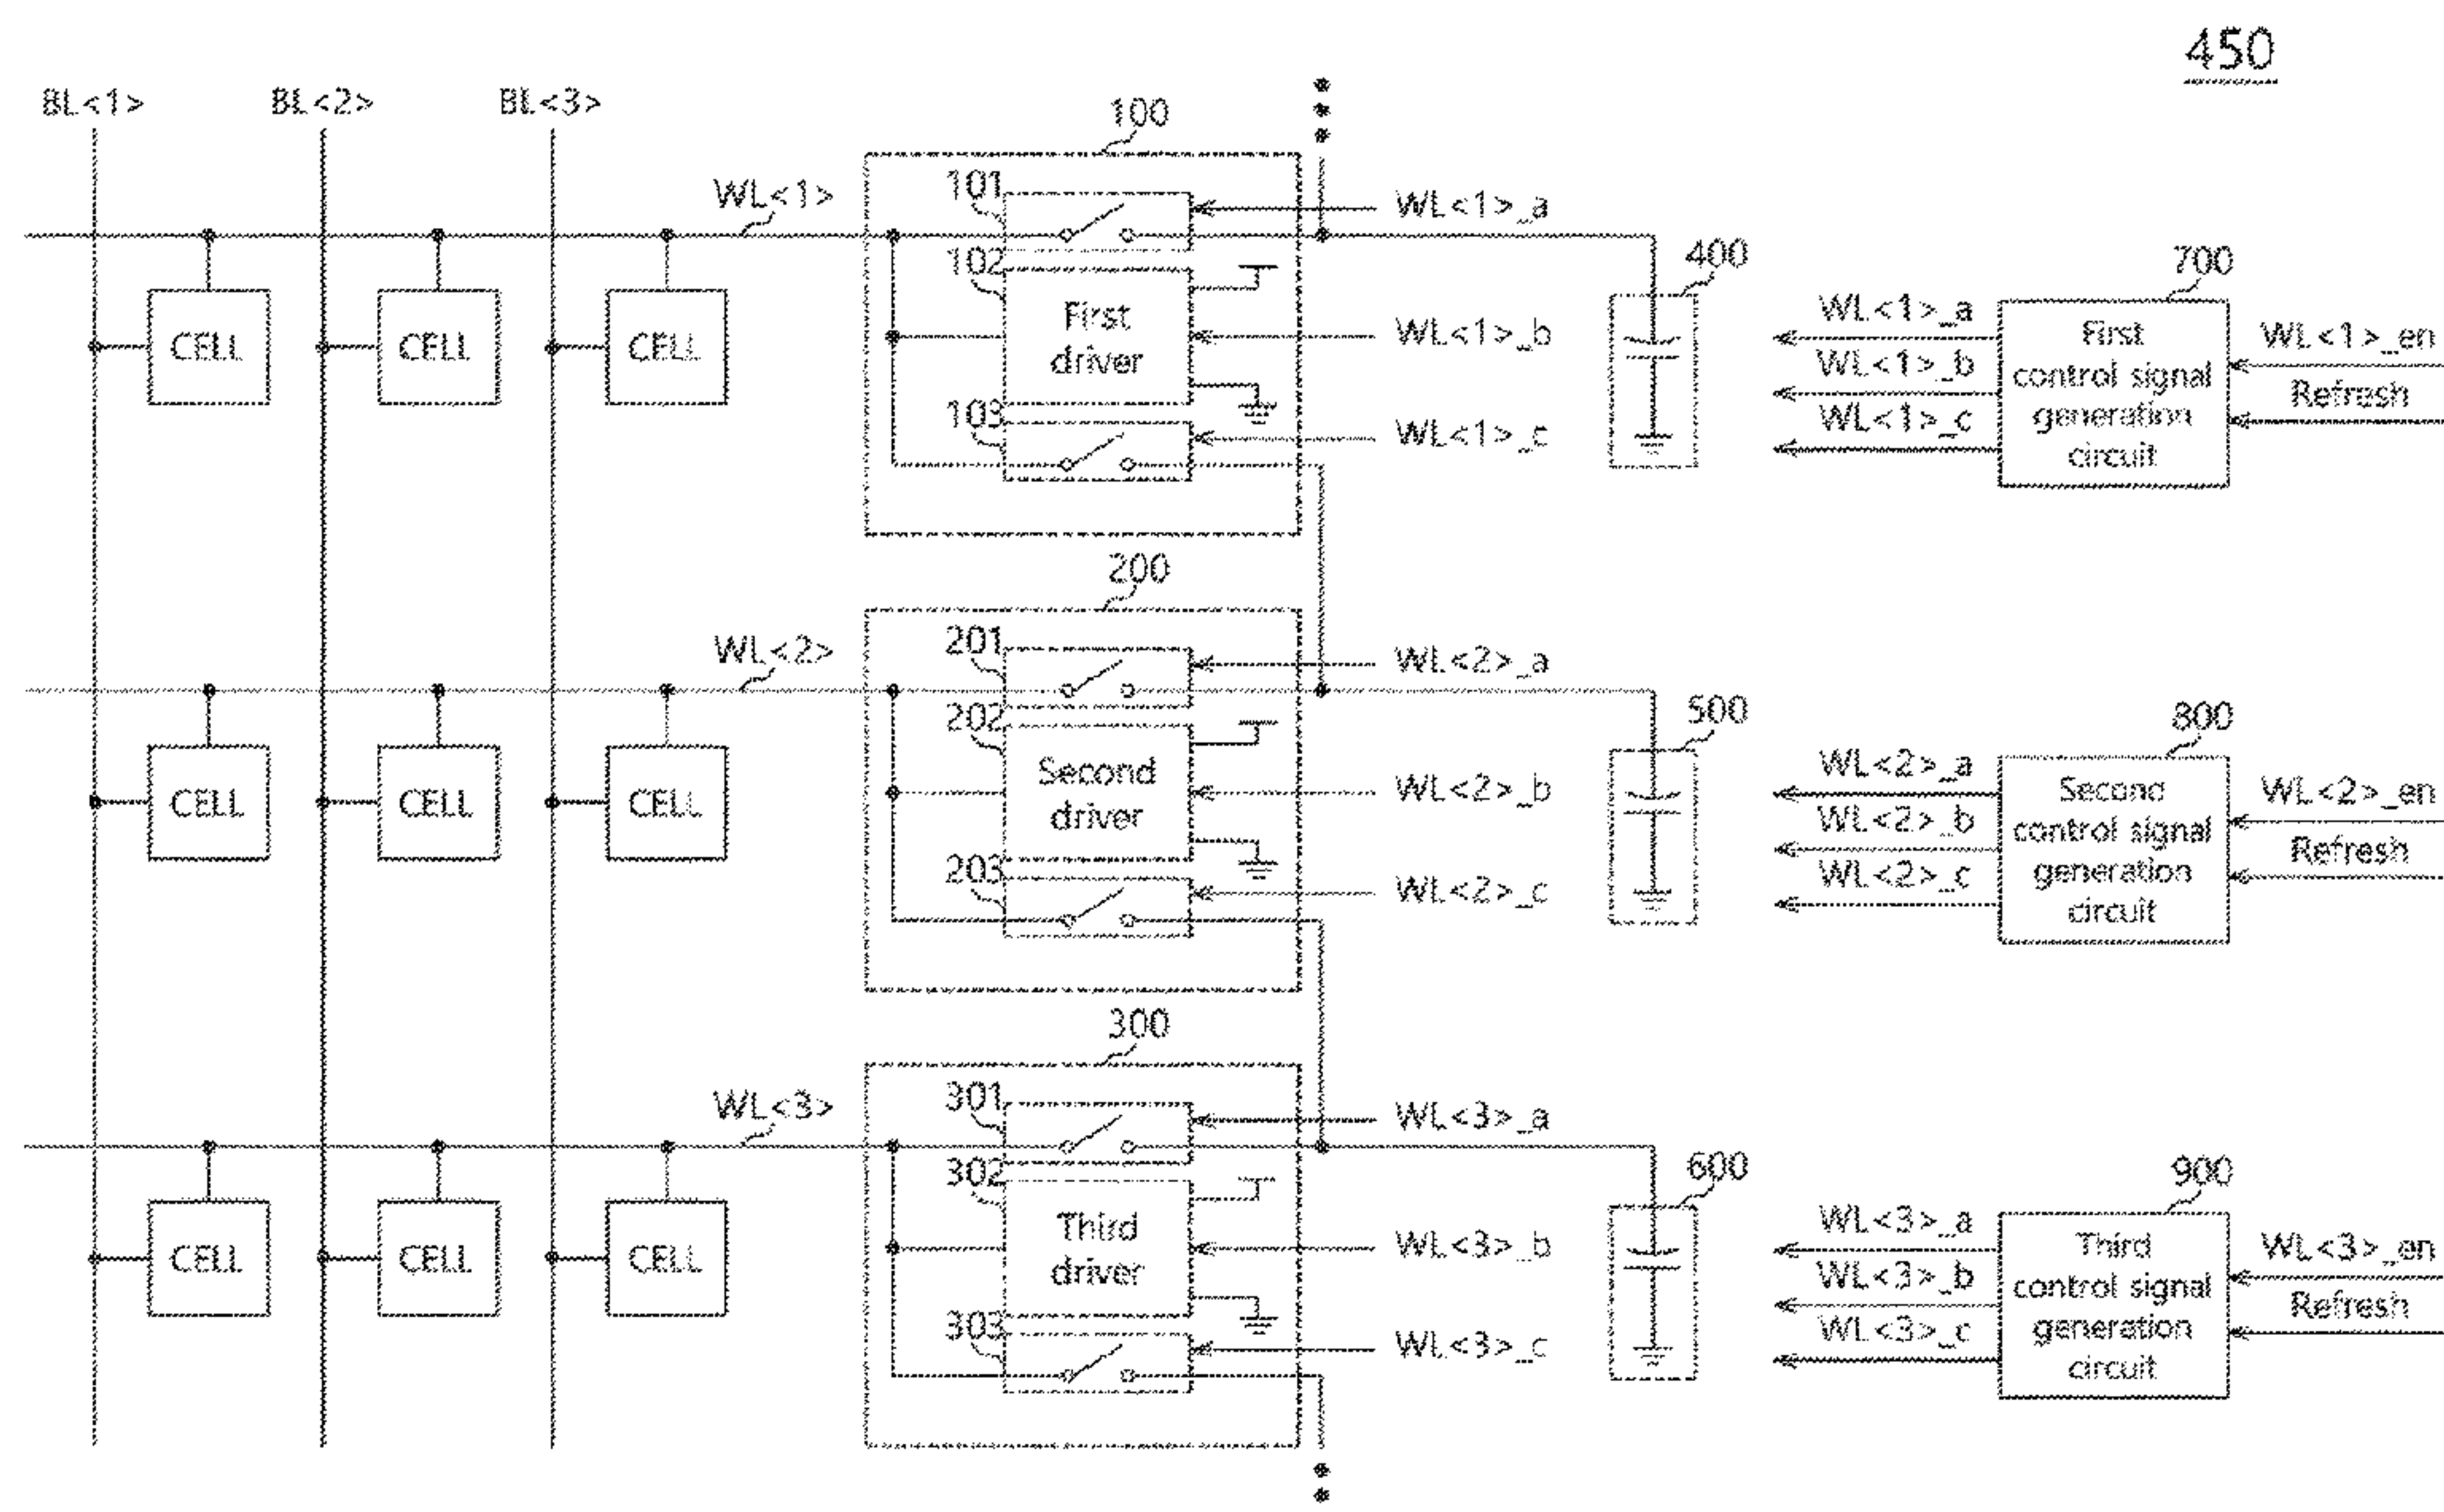 450
BL<1>
BL<2>
BL<3>
100
WL<1>
101
WL<1>_a
102
First
driver
WL<1>_b
103
WL<1>_c
400
700
CELL
CELL
CELL
WL<1>_a
WL<1>_b
WL<1>_c
First
control signal
generation
circuit
WL<1>_en
Refresh
200
WL<2>
201
WL<2>_a
202
Second
driver
WL<2>_b
203
WL<2>_c
500
800
CELL
CELL
CELL
WL<2>_a
WL<2>_b
WL<2>_c
Second
control signal
generation
circuit
WL<2>_en
Refresh
300
WL<3>
301
WL<3>_a
302
Third
driver
WL<3>_b
303
WL<3>_c
600
900
CELL
CELL
CELL
WL<3>_a
WL<3>_b
WL<3>_c
Third
control signal
generation
circuit
WL<3>_en
Refresh